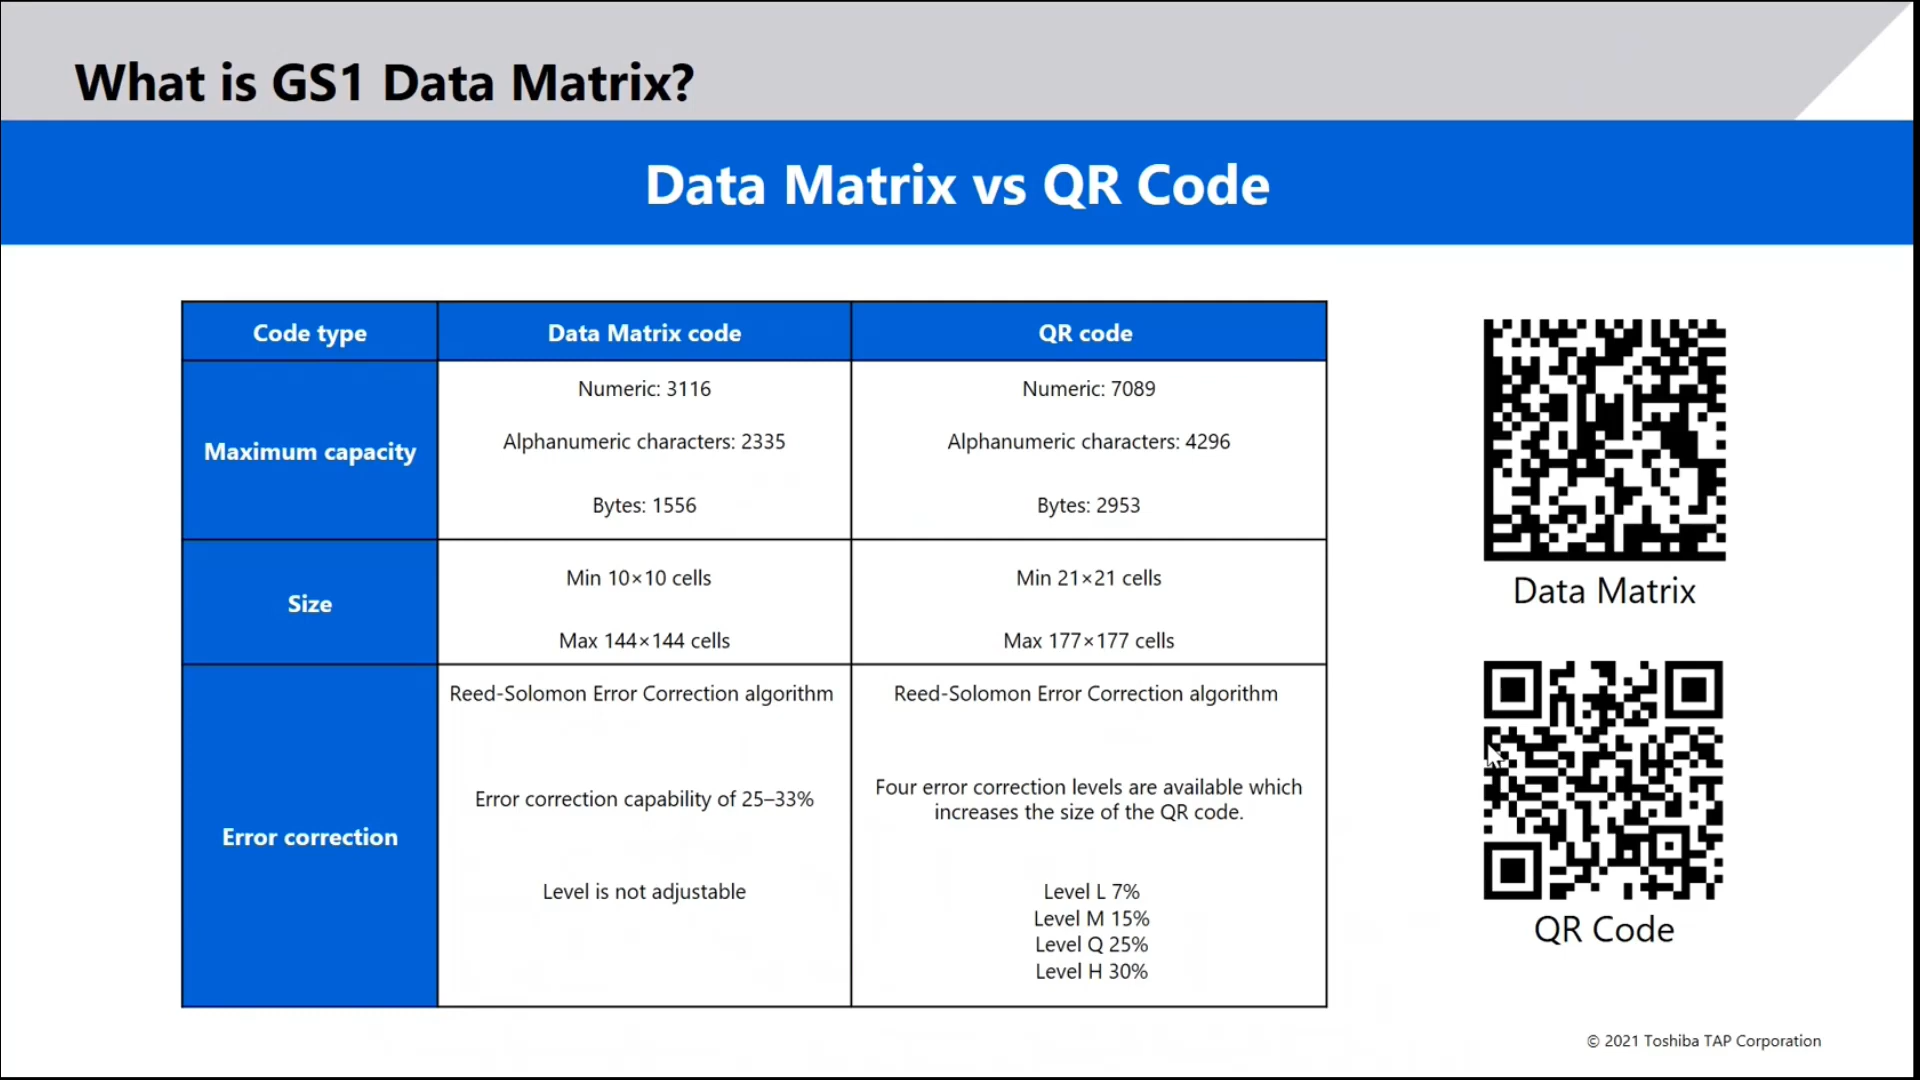 What is GS1 Data Matrix?
Data Matrix vs QR Code
Code type
Data Matrix code
QR code
Maximum capacity
Numeric: 3116
Alphanumeric characters: 2335
Bytes: 1556
Numeric: 7089
Alphanumeric characters: 4296
Bytes: 2953
Size
Min 10×10 cells
Max 144×144 cells
Min 21×21 cells
Max 177×177 cells
Error correction
Reed-Solomon Error Correction algorithm
Error correction capability of 25–33%
Level is not adjustable
Reed-Solomon Error Correction algorithm
Four error correction levels are available which
increases the size of the QR code.
Level L 7%
Level M 15%
Level Q 25%
Level H 30%
Data Matrix
QR Code
© 2021 Toshiba TAP Corporation